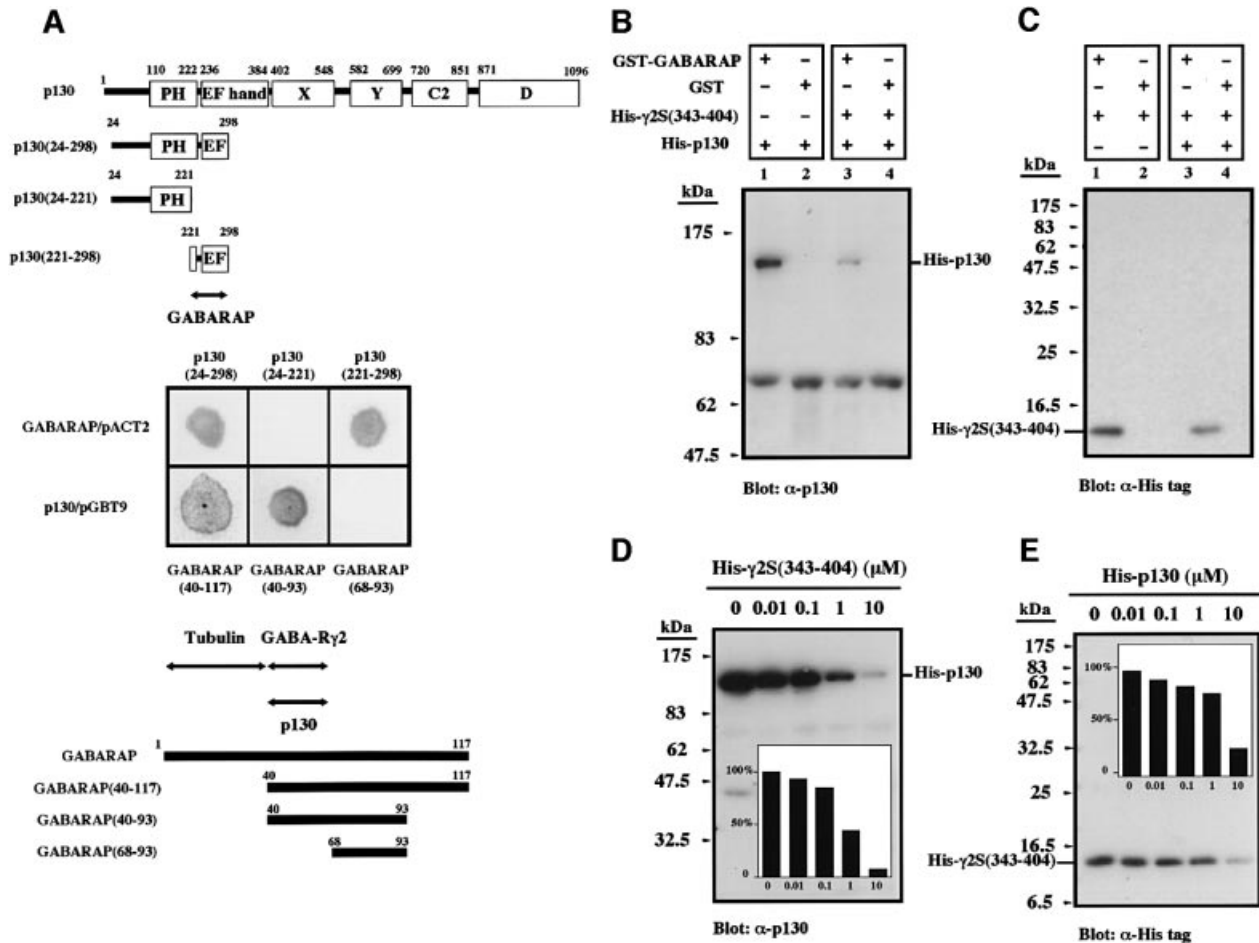 A
1 110 222 236 384 402 548 582 699 720 851 871 1096
p130 PH EF hand X Y C2 D
24 298
p130(24-298) PH EF
24 221
p130(24-221) PH
221 298
p130(221-298) EF
GABARAP
p130 p130 p130
(24-298) (24-221) (221-298)
GABARAP/pACT2
p130/pGBT9
GABARAP GABARAP GABARAP
(40-117) (40-93) (68-93)
Tubulin GABA-Rγ2
p130
1 117
GABARAP
40 117
GABARAP(40-117)
40 93
GABARAP(40-93)
68 93
GABARAP(68-93)
B
GST-GABARAP + – + –
GST – + – +
His-γ2S(343-404) – – + +
His-p130 + + + +
1 2 3 4
kDa
175
His-p130
83
62
47.5
Blot: α-p130
C
+ – + –
– + – +
+ + + +
– – + +
kDa 1 2 3 4
175
83
62
47.5
32.5
25
16.5
His-γ2S(343-404)
Blot: α-His tag
D
His-γ2S(343-404) (μM)
0 0.01 0.1 1 10
kDa
175
His-p130
83
62
47.5
32.5
100%
50%
0
0 0.01 0.1 1 10
Blot: α-p130
E
His-p130 (μM)
0 0.01 0.1 1 10
kDa
175
83
62
47.5
32.5
25
16.5
His-γ2S(343-404)
6.5
100%
50%
0
0 0.01 0.1 1 10
Blot: α-His tag